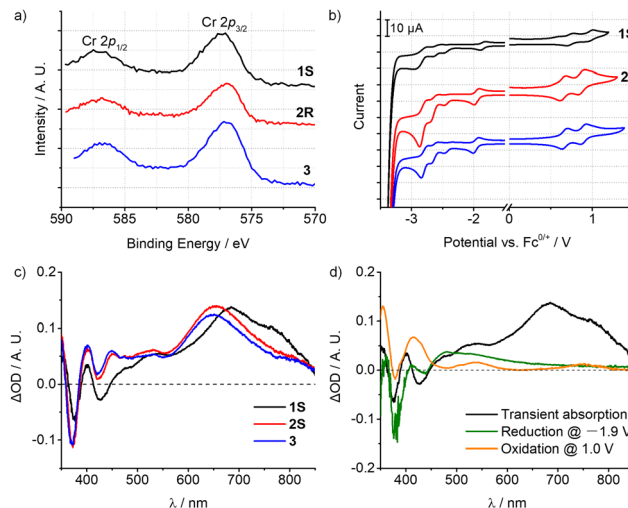 a)
Cr 2p1/2
Cr 2p3/2
1S
2R
3
Intensity / A. U.
590 585 580 575 570
Binding Energy / eV
b)
10 μA
1S
2
3
Current
-3 -2 0 1
Potential vs. Fc0/+ / V
c)
0.2
0.1
0.0
-0.1
ΔOD / A. U.
1S
2S
3
400 500 600 700 800
λ / nm
d)
0.2
0.1
0.0
-0.1
-0.2
ΔOD / A. U.
Transient absorption
Reduction @ −1.9 V
Oxidation @ 1.0 V
400 500 600 700 800
λ / nm